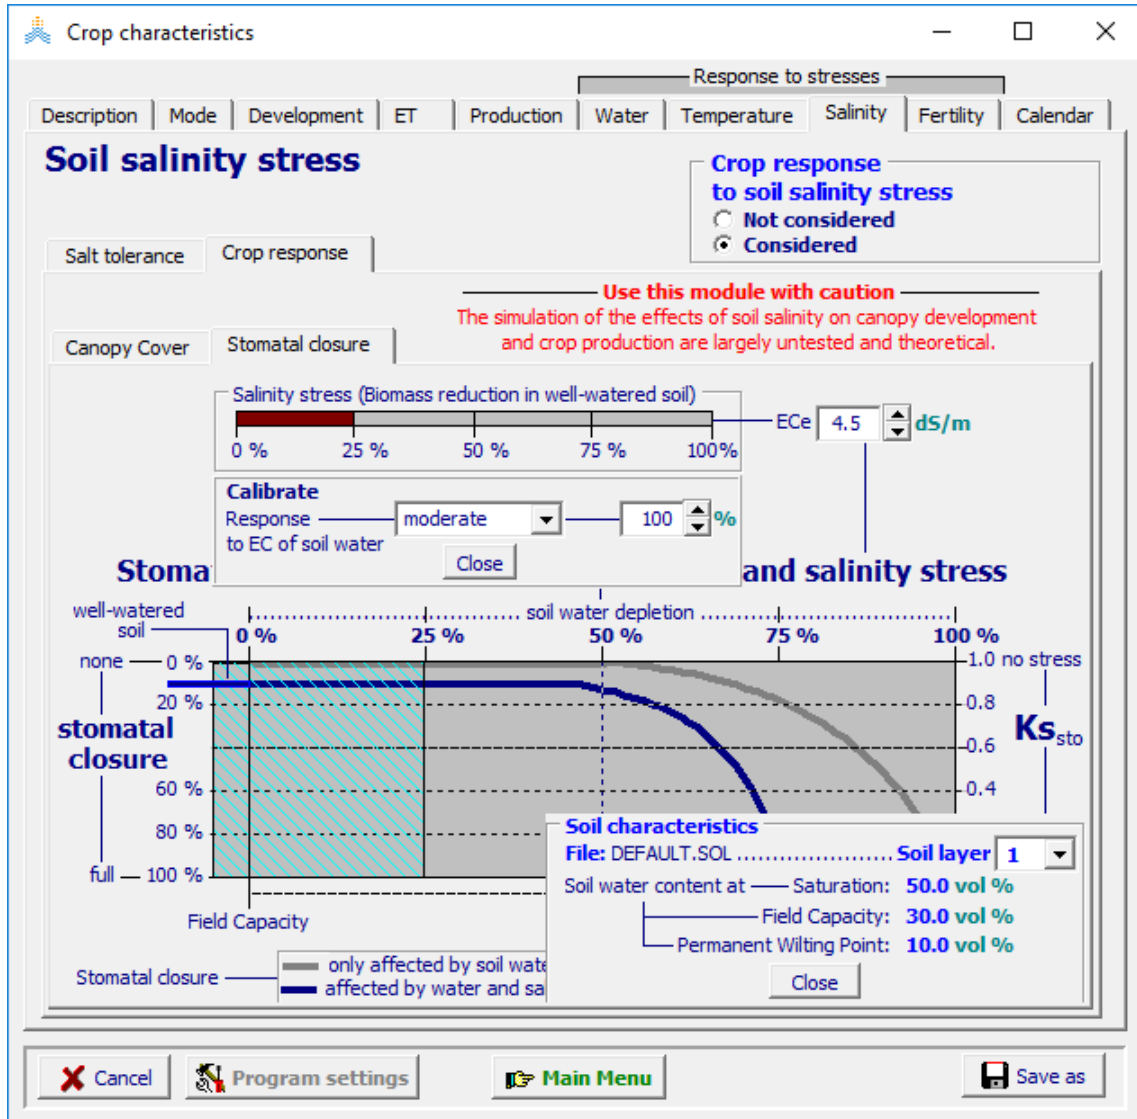 Crop characteristics
Response to stresses
Description Mode Development ET Production Water Temperature Salinity Fertility Calendar
Soil salinity stress
Crop response
to soil salinity stress
Not considered
Considered
Salt tolerance Crop response
Use this module with caution
The simulation of the effects of soil salinity on canopy development
and crop production are largely untested and theoretical.
Canopy Cover Stomatal closure
Salinity stress (Biomass reduction in well-watered soil)
0 % 25 % 50 % 75 % 100%
ECe 4.5 dS/m
Calibrate
Response moderate 100 %
to EC of soil water
Close
Stoma and salinity stress
well-watered
soil
soil water depletion
0 % 25 % 50 % 75 % 100 %
none 0 % 1.0 no stress
20 % 0.8
stomatal
closure
0.6 Ks sto
60 % 0.4
80 %
full 100 %
Field Capacity
Soil characteristics
File: DEFAULT.SOL Soil layer 1
Soil water content at Saturation: 50.0 vol %
Field Capacity: 30.0 vol %
Permanent Wilting Point: 10.0 vol %
Close
Stomatal closure
only affected by soil wate
affected by water and sa
Cancel Program settings Main Menu Save as